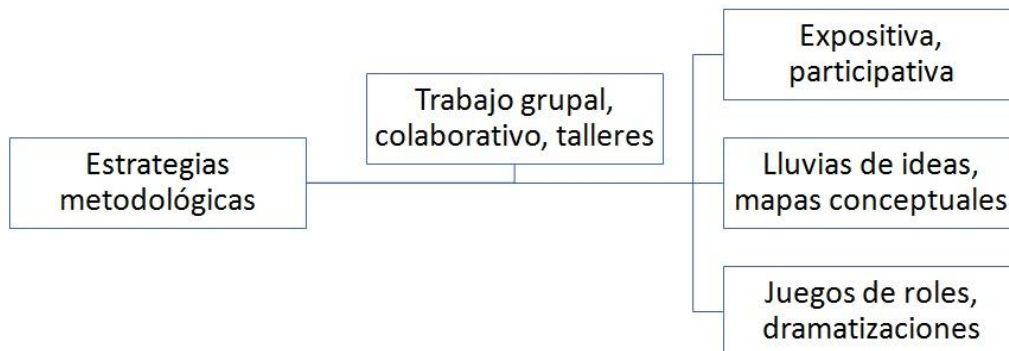 Estrategias
metodológicas
Trabajo grupal,
colaborativo, talleres
Expositiva,
participativa
Lluvias de ideas,
mapas conceptuales
Juegos de roles,
dramatizaciones